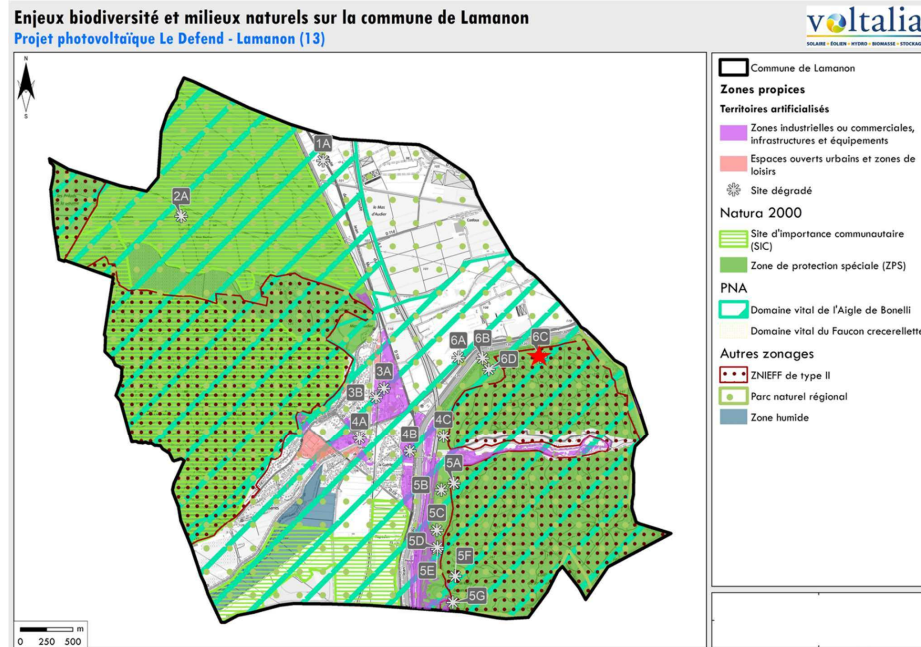 Enjeux biodiversité et milieux naturels sur la commune de Lamanon
Projet photovoltaïque Le Defend - Lamanon (13)
voltalia
SOLAIRE • ÉOLIEN • HYDRO • BIOMASSE • STOCKAGE
N
S
1A
2A
le Mas
d'Audier
6A
6B
6C
6D
3A
3B
4A
4B
4C
5A
5B
5C
5D
5E
5F
5G
m
0 250 500
Commune de Lamanon
Zones propices
Territoires artificialisés
Zones industrielles ou commerciales,
infrastructures et équipements
Espaces ouverts urbains et zones de
loisirs
Site dégradé
Natura 2000
Site d'importance communautaire
(SIC)
Zone de protection spéciale (ZPS)
PNA
Domaine vital de l'Aigle de Bonelli
Domaine vital du Faucon crecerellette
Autres zonages
ZNIEFF de type II
Parc naturel régional
Zone humide